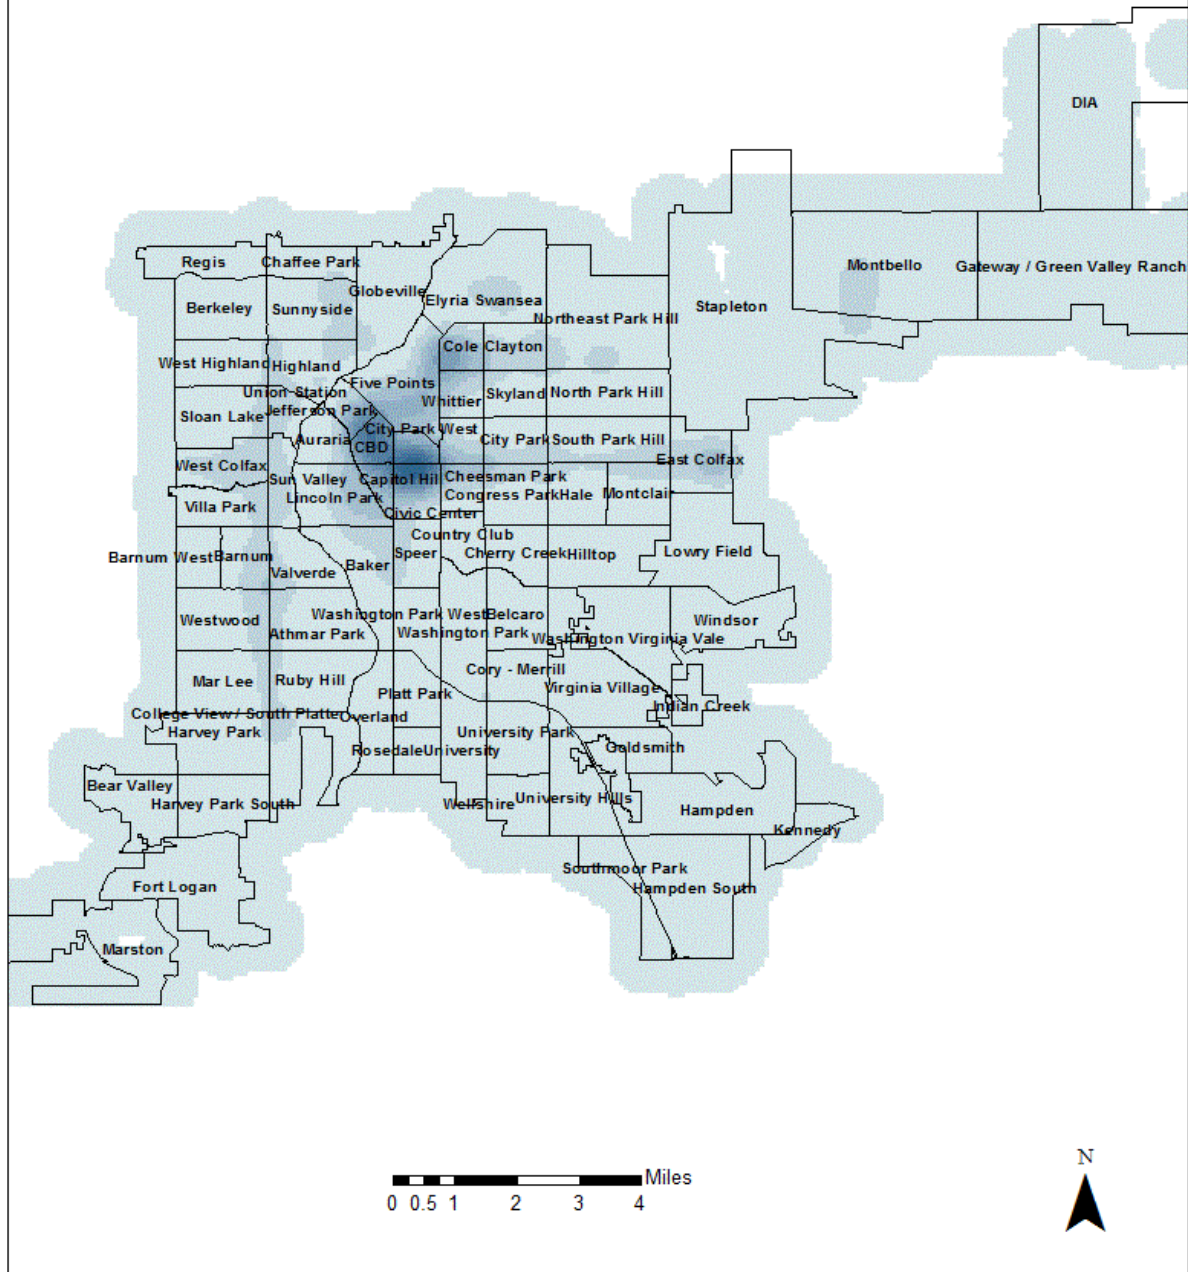 DIA
Regis
Chaffee Park
Montbello
Gateway / Green Valley Ranch
Globeville
Elyria Swansea
Berkeley
Sunnyside
Stapleton
Northeast Park Hill
Cole
Clayton
West Highland
Highland
Five Points
Union Station
Whittier
Skyland
North Park Hill
Sloan Lake
Jefferson Park
City Park West
Auraria
CBD
City Park
South Park Hill
East Colfax
West Colfax
Sun Valley
Capitol Hill
Cheesman Park
Lincoln Park
Congress Park
Hale
Montclair
Villa Park
Civic Center
Country Club
Barnum West
Barnum
Speer
Cherry Creek
Hilltop
Lowry Field
Valverde
Baker
Westwood
Washington Park West
Belcaro
Windsor
Athmar Park
Washington Park
Washington Virginia Vale
Cory - Merrill
Mar Lee
Ruby Hill
Platt Park
Virginia Village
Indian Creek
College View / South Platte
Overland
Harvey Park
University Park
Rosedale
University
Goldsmith
Bear Valley
Harvey Park South
Wellshire
University Hills
Hampden
Kennedy
Southmoor Park
Fort Logan
Hampden South
Marston
N
Miles
0 0.5 1 2 3 4